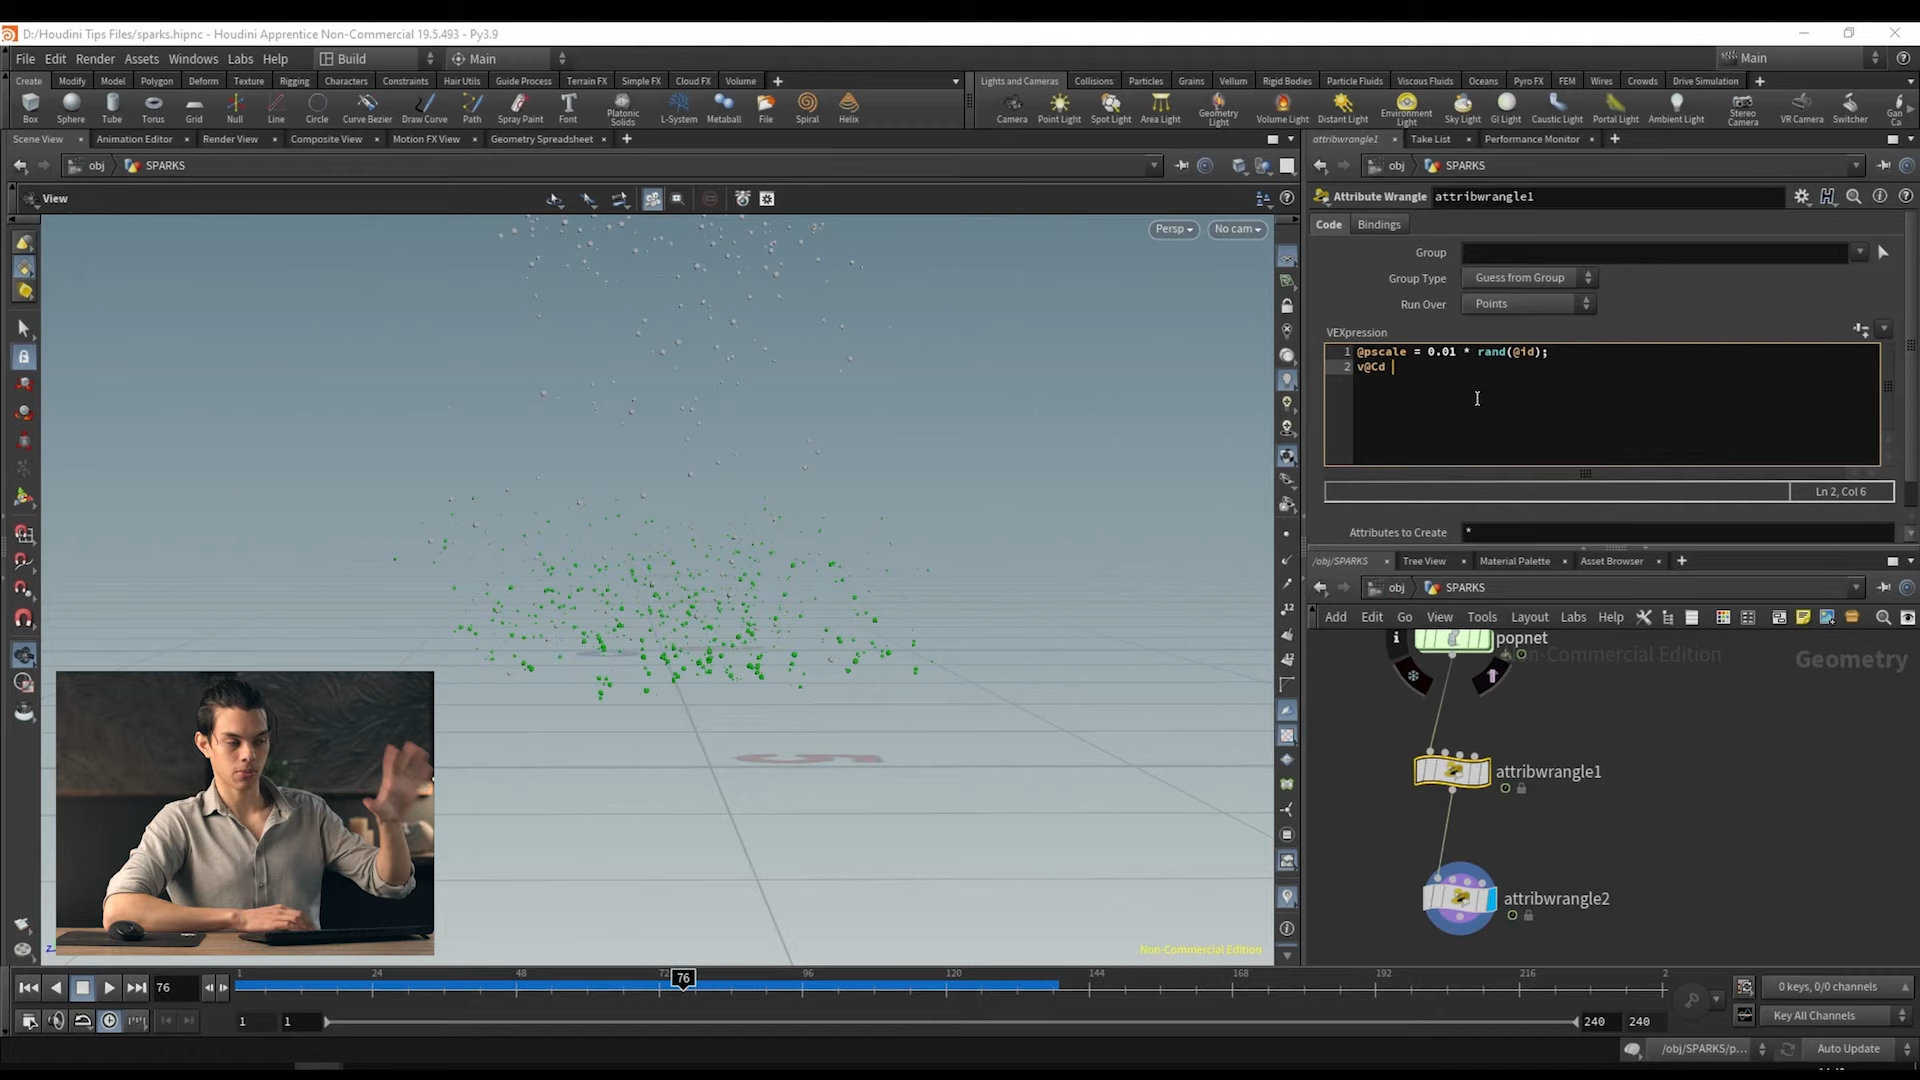 D:/Houdini Tips Files/sparks.hipnc - Houdini Apprentice Non-Commercial 19.5.493 - Py3.9
File Edit Render Assets Windows Labs Help Build Main Main
Create Modify Model Polygon Deform Texture Rigging Characters Constraints Hair Utils Guide Process Terrain FX Simple FX Cloud FX Volume
Lights and Cameras Collisions Particles Grains Vellum Rigid Bodies Particle Fluids Viscous Fluids Oceans Pyro FX FEM Wires Crowds Drive Simulation
Box Sphere Tube Torus Grid Null Line Circle Curve Bezier Draw Curve Path Spray Paint Font Platonic Solids L-System Metaball File Spiral Helix
Camera Point Light Spot Light Area Light Geometry Light Volume Light Distant Light Environment Light Sky Light GI Light Caustic Light Portal Light Ambient Light Stereo Camera VR Camera Switcher
Scene View Animation Editor Render View Composite View Motion FX View Geometry Spreadsheet
attribwrangle1 Take List Performance Monitor
obj SPARKS
obj SPARKS
View
Persp No cam
Attribute Wrangle attribwrangle1
Code Bindings
Group
Group Type Guess from Group
Run Over Points
VEXpression
1 @pscale = 0.01 * rand(@id);
2 v@Cd
Ln 2, Col 6
Attributes to Create *
/obj/SPARKS Tree View Material Palette Asset Browser
obj SPARKS
Add Edit Go View Tools Layout Labs Help
popnet
Non-Commercial Edition
Geometry
attribwrangle1
attribwrangle2
z
Non-Commercial Edition
76
1 24 48 72 76 96 120 144 168 192 216 2
0 keys, 0/0 channels
1 1 240 240
Key All Channels
/obj/SPARKS/p... Auto Update